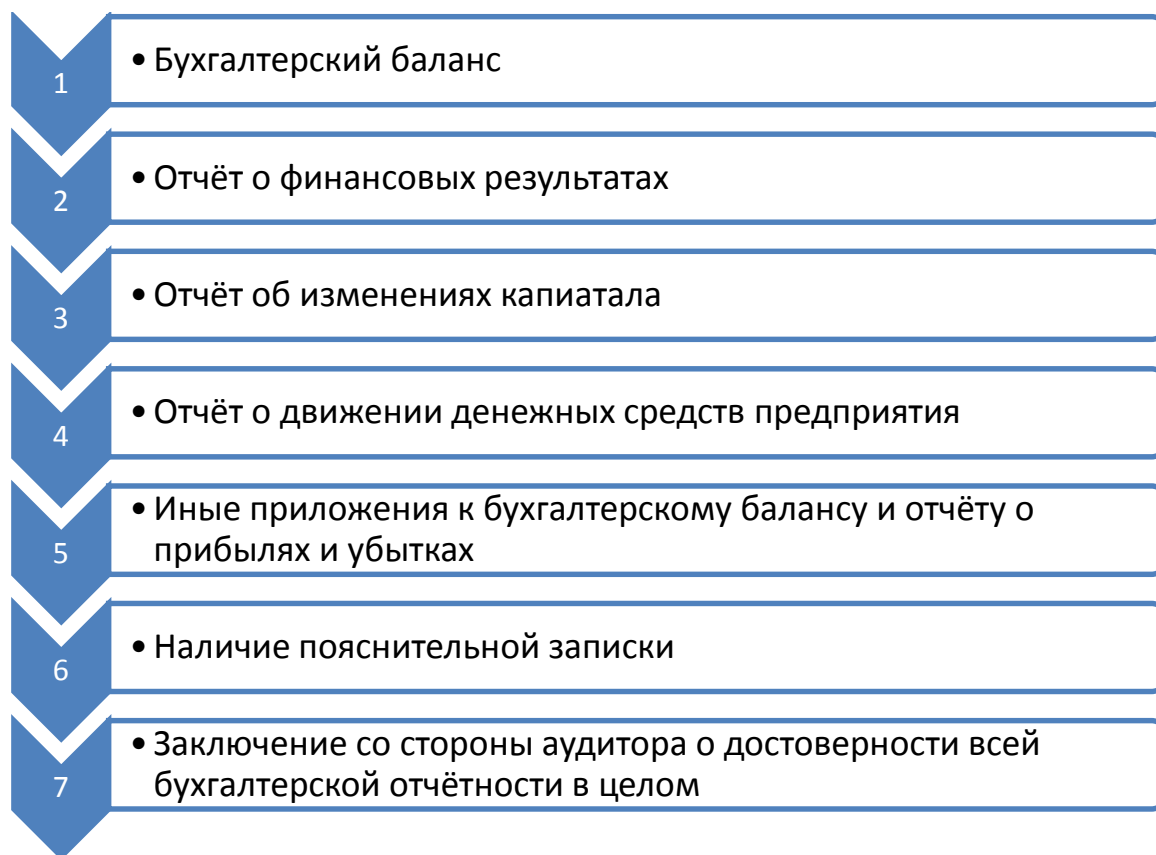 1
• Бухгалтерский баланс
2
• Отчёт о финансовых результатах
3
• Отчёт об изменениях капиатала
4
• Отчёт о движении денежных средств предприятия
5
• Иные приложения к бухгалтерскому балансу и отчёту о
прибылях и убытках
6
• Наличие пояснительной записки
7
• Заключение со стороны аудитора о достоверности всей
бухгалтерской отчётности в целом